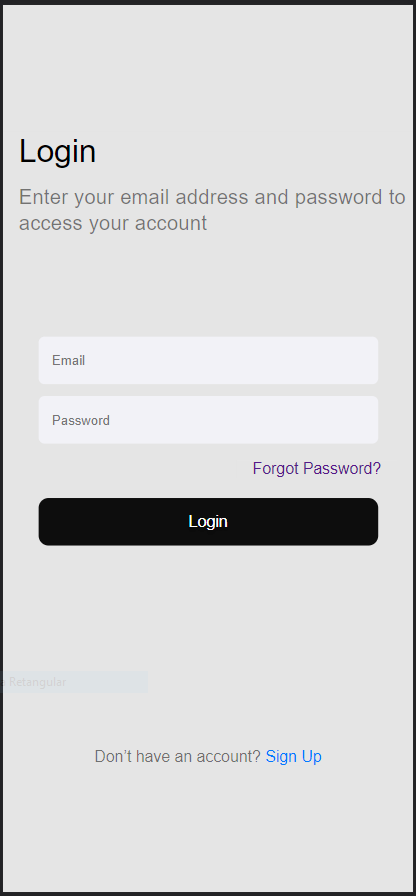 Login
Enter your email address and password to
access your account
Email
Password
Forgot Password?
Login
Retangular
Don't have an account? Sign Up